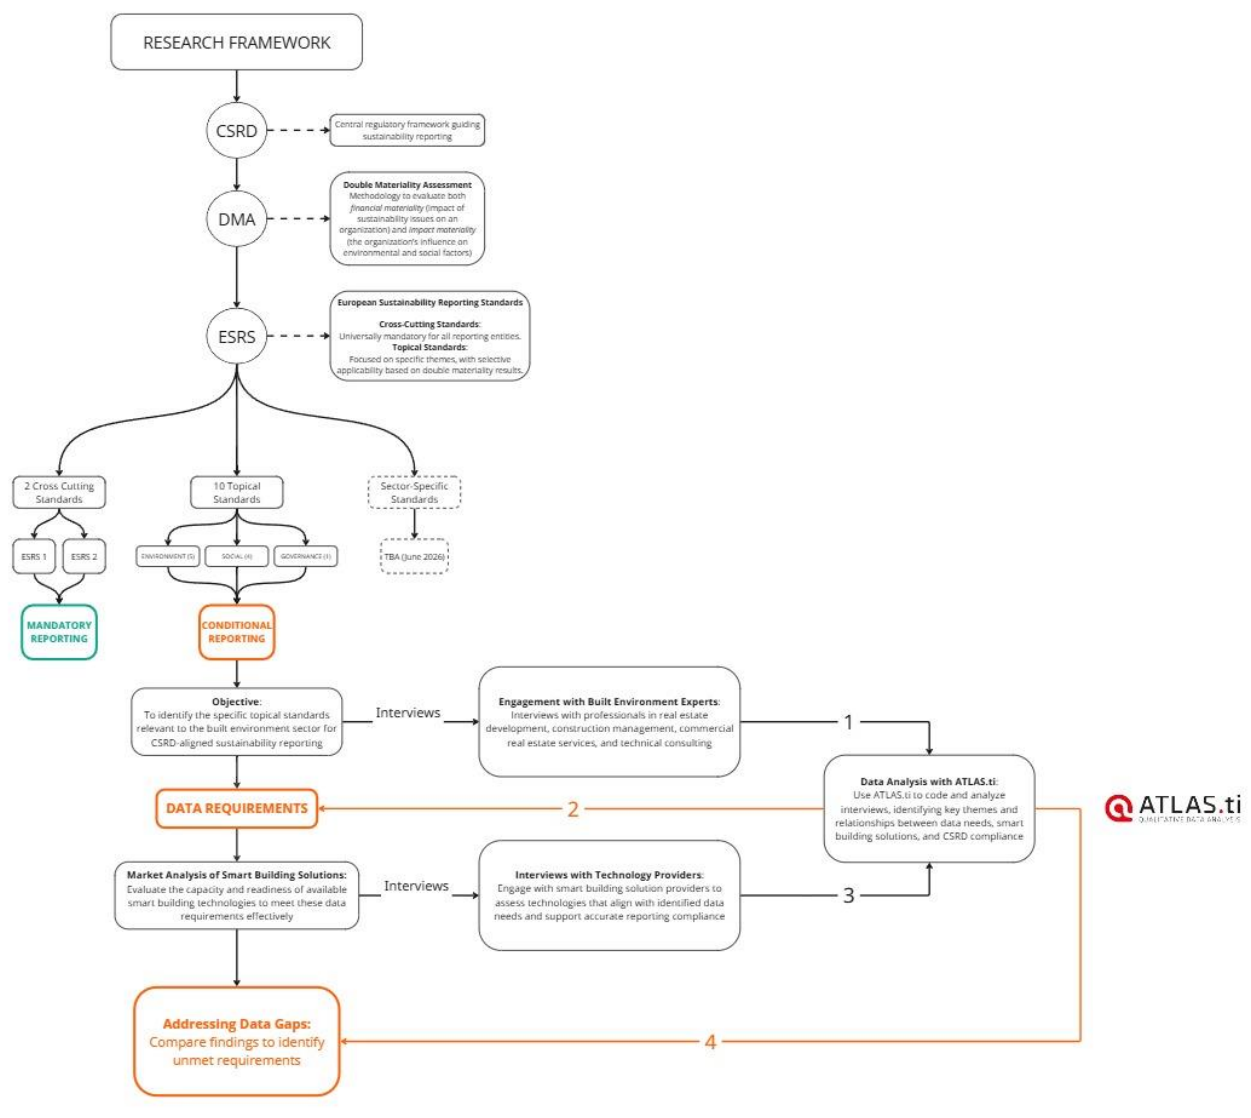 RESEARCH FRAMEWORK
CSRD
Central regulatory framework guiding
sustainability reporting
DMA
Double Materiality Assessment
Methodology to evaluate both
financial materiality (impact of
sustainability issues on an
organization) and impact materiality
(the organization's influence on
environmental and social factors)
ESRS
European Sustainability Reporting Standards
Cross-Cutting Standards:
Universally mandatory for all reporting entities.
Topical Standards:
Focused on specific themes, with selective
applicability based on double materiality results.
2 Cross Cutting
Standards
10 Topical
Standards
Sector-Specific
Standards
ESRS 1
ESRS 2
ENVIRONMENT (5)
SOCIAL (4)
GOVERNANCE (1)
TBA (June 2026)
MANDATORY
REPORTING
CONDITIONAL
REPORTING
Objective:
To identify the specific topical standards
relevant to the built environment sector for
CSRD-aligned sustainability reporting
Interviews
Engagement with Built Environment Experts:
Interviews with professionals in real estate
development, construction management, commercial
real estate services, and technical consulting
1
Data Analysis with ATLAS.ti:
Use ATLAS.ti to code and analyze
interviews, identifying key themes and
relationships between data needs, smart
building solutions, and CSRD compliance
ATLAS.ti
QUALITATIVE DATA ANALYSIS
DATA REQUIREMENTS
2
Market Analysis of Smart Building Solutions:
Evaluate the capacity and readiness of available
smart building technologies to meet these data
requirements effectively
Interviews
Interviews with Technology Providers:
Engage with smart building solution providers to
assess technologies that align with identified data
needs and support accurate reporting compliance
3
Addressing Data Gaps:
Compare findings to identify
unmet requirements
4